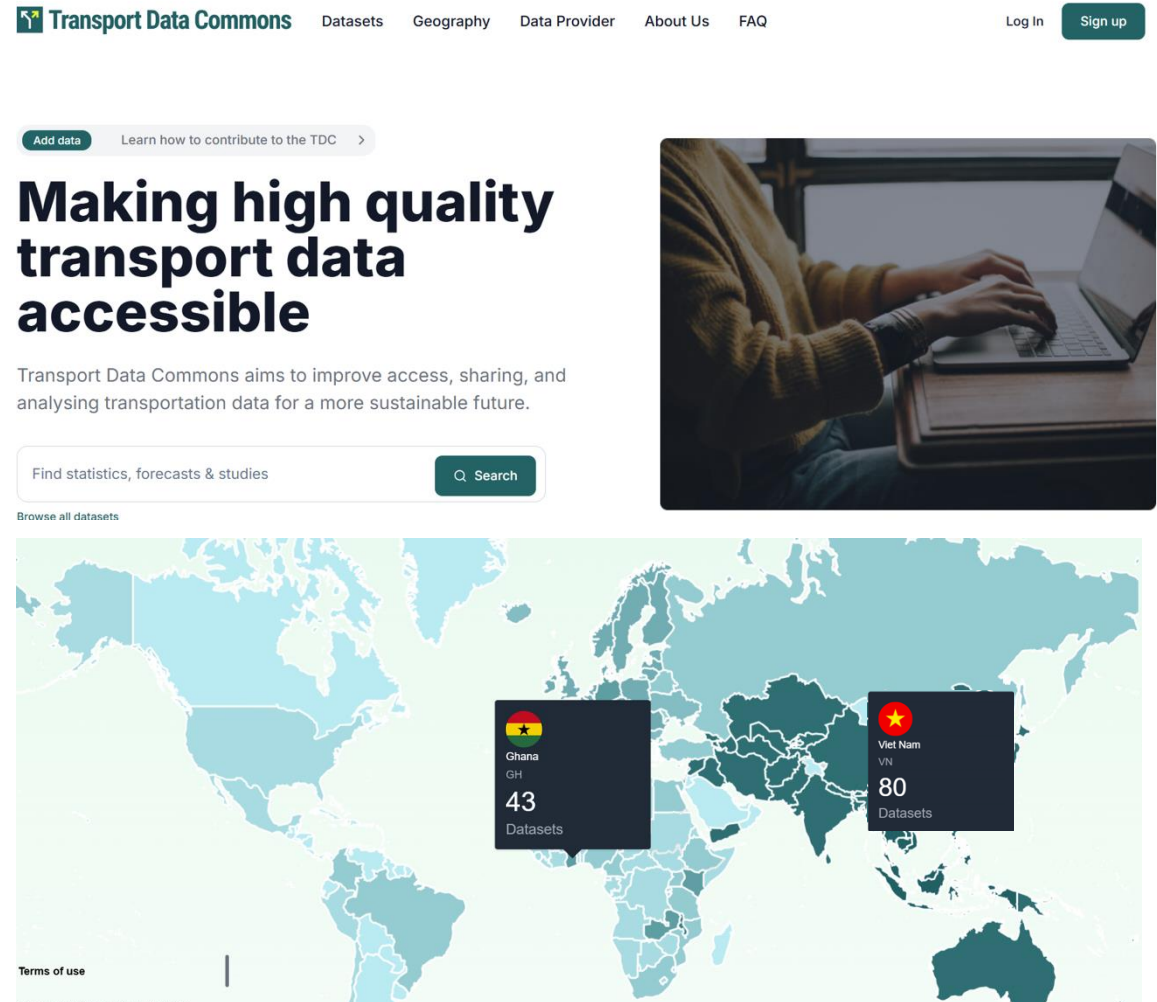 Transport Data Commons Datasets Geography Data Provider About Us FAQ Log In Sign up
Add data Learn how to contribute to the TDC
Making high quality
transport data
accessible
Transport Data Commons aims to improve access, sharing, and
analysing transportation data for a more sustainable future.
Find statistics, forecasts & studies Search
Browse all datasets
Ghana
GH
43
Datasets
Viet Nam
VN
80
Datasets
Terms of use